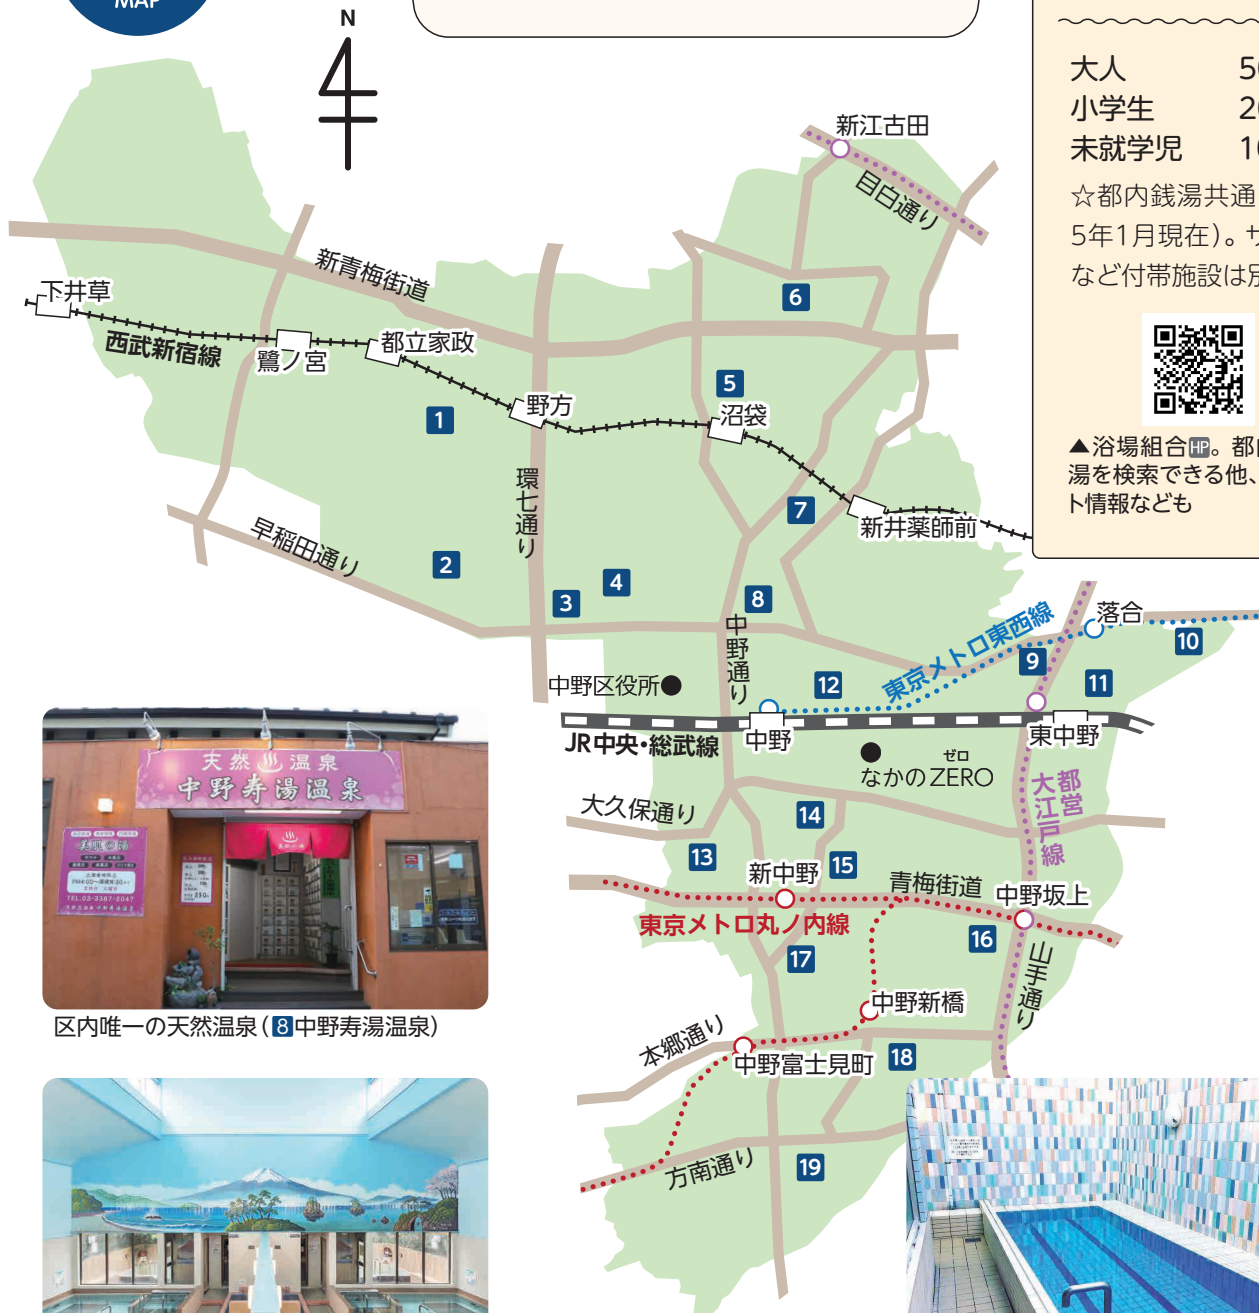 MAP
N
大人
小学生
未就学児
☆都内銭湯共通
5年1月現在)。サ
など付帯施設は別
▲浴場組合HP。都内
湯を検索できる他、
ト情報なども
新江古田
目白通り
新青梅街道
6
下井草
西武新宿線
鷺ノ宮
都立家政
5
1
野方
沼袋
環七通り
7
新井薬師前
早稲田通り
2
3
4
8
中野通り
落合
東京メトロ東西線
9
10
11
12
中野区役所●
JR中央・総武線
中野
東中野
ゼロ
なかのZERO
都営
大江戸線
大久保通り
14
13
新中野
15
青梅街道
中野坂上
東京メトロ丸ノ内線
16
17
山手通り
中野新橋
本郷通り
中野富士見町
18
方南通り
19
天然 温泉
中野寿湯温泉
美肌の湯
TEL.03-3387-2047
区内唯一の天然温泉(8中野寿湯温泉)